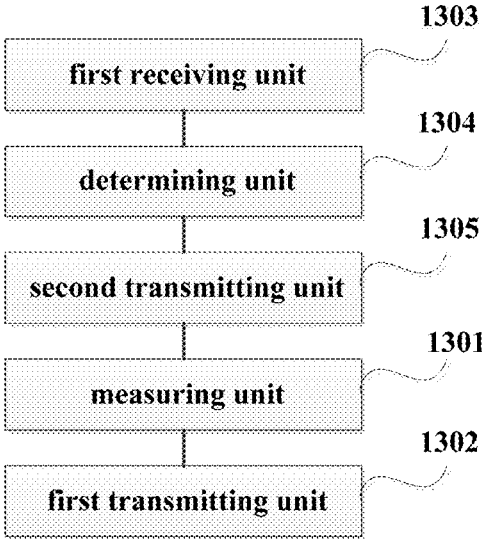 1303
first receiving unit
1304
determining unit
1305
second transmitting unit
1301
measuring unit
1302
first transmitting unit